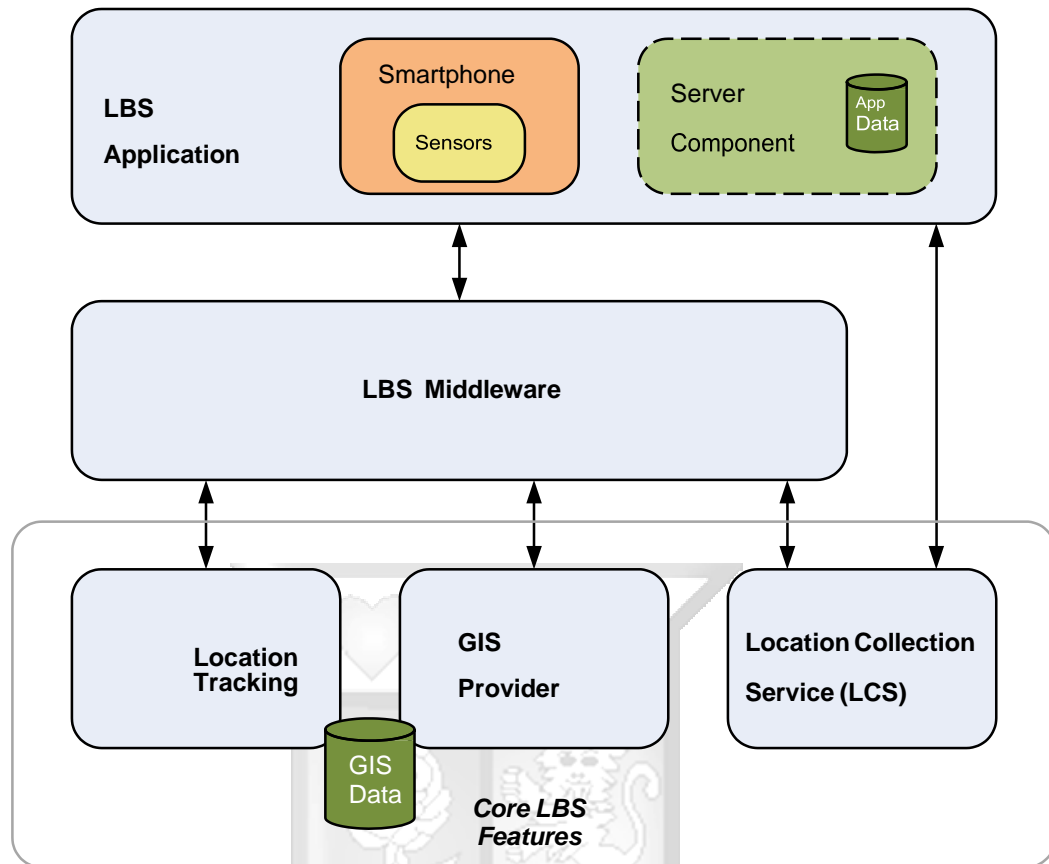 LBS
Application
Smartphone
Sensors
Server
Component
App
Data
LBS Middleware
Location
Tracking
GIS
Provider
Location Collection
Service (LCS)
GIS
Data
Core LBS
Features